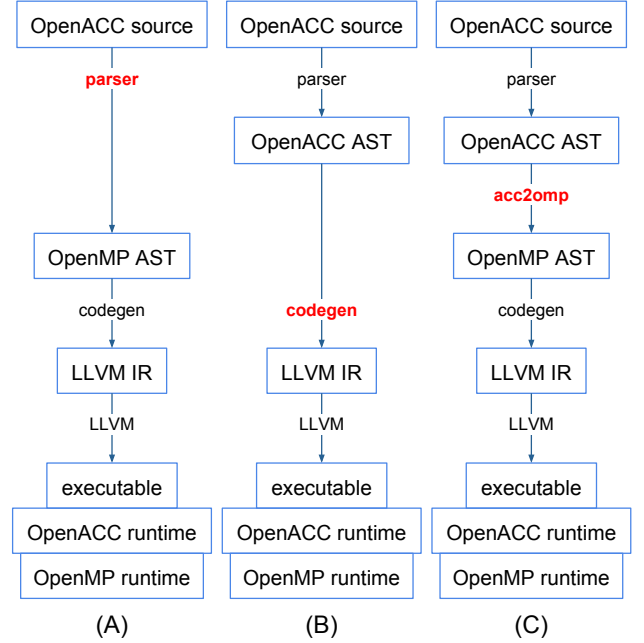 OpenACC source
parser
OpenMP AST
codegen
LLVM IR
LLVM
executable
OpenACC runtime
OpenMP runtime
(A)
OpenACC source
parser
OpenACC AST
codegen
LLVM IR
LLVM
executable
OpenACC runtime
OpenMP runtime
(B)
OpenACC source
parser
OpenACC AST
acc2omp
OpenMP AST
codegen
LLVM IR
LLVM
executable
OpenACC runtime
OpenMP runtime
(C)